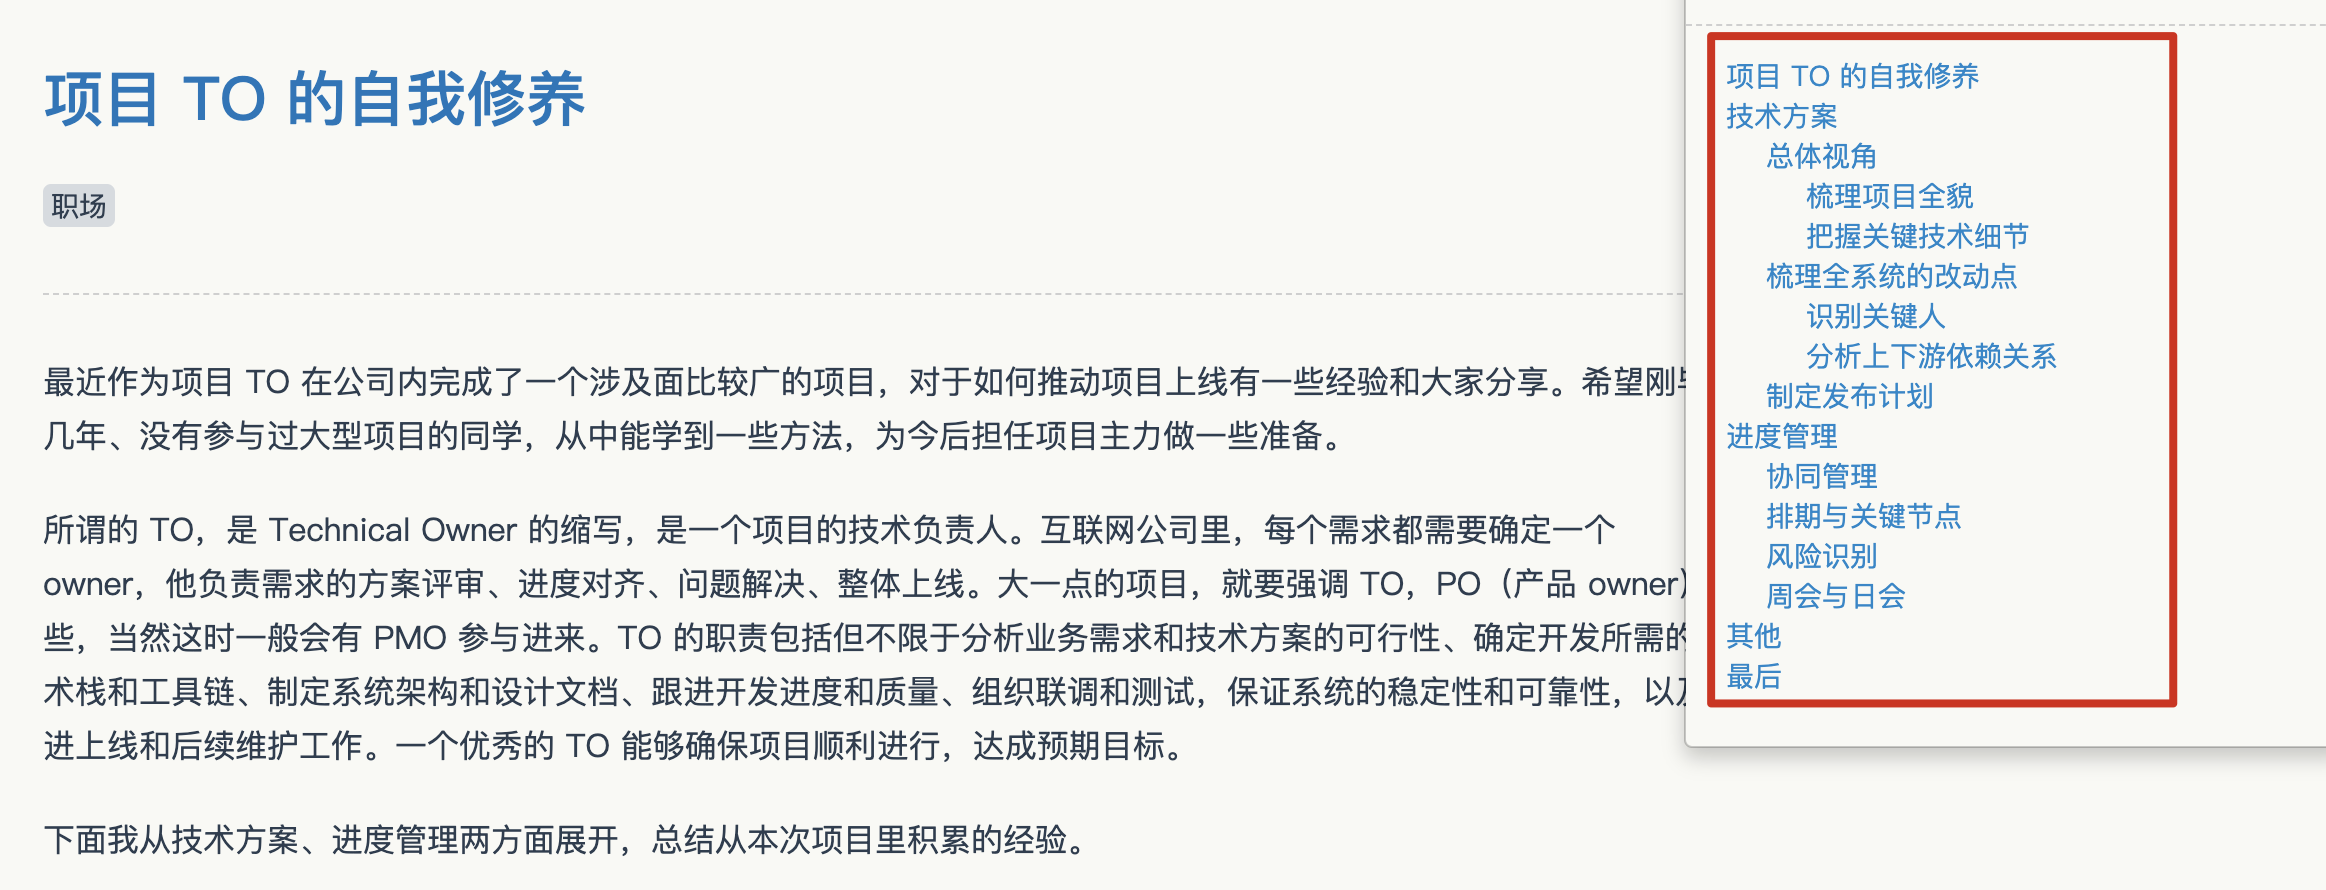 项目 TO 的自我修养
职场
最近作为项目 TO 在公司内完成了一个涉及面比较广的项目，对于如何推动项目上线有一些经验和大家分享。希望刚
几年、没有参与过大型项目的同学，从中能学到一些方法，为今后担任项目主力做一些准备。
所谓的 TO，是 Technical Owner 的缩写，是一个项目的技术负责人。互联网公司里，每个需求都需要确定一个
owner，他负责需求的方案评审、进度对齐、问题解决、整体上线。大一点的项目，就要强调 TO，PO（产品 owner）
些，当然这时一般会有 PMO 参与进来。TO 的职责包括但不限于分析业务需求和技术方案的可行性、确定开发所需的
术栈和工具链、制定系统架构和设计文档、跟进开发进度和质量、组织联调和测试，保证系统的稳定性和可靠性，以及
进上线和后续维护工作。一个优秀的 TO 能够确保项目顺利进行，达成预期目标。
下面我从技术方案、进度管理两方面展开，总结从本次项目里积累的经验。
项目 TO 的自我修养
技术方案
总体视角
梳理项目全貌
把握关键技术细节
梳理全系统的改动点
识别关键人
分析上下游依赖关系
制定发布计划
进度管理
协同管理
排期与关键节点
风险识别
周会与日会
其他
最后